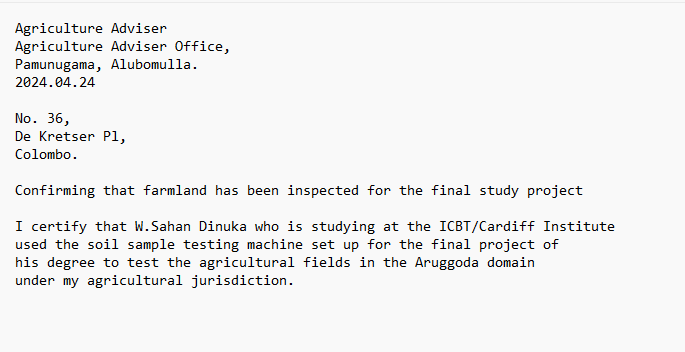 Agriculture Adviser
Agriculture Adviser Office,
Pamunugama, Alubomulla.
2024.04.24
No. 36,
De Kretser Pl,
Colombo.
Confirming that farmland has been inspected for the final study project
I certify that W.Sahan Dinuka who is studying at the ICBT/Cardiff Institute
used the soil sample testing machine set up for the final project of
his degree to test the agricultural fields in the Aruggoda domain
under my agricultural jurisdiction.